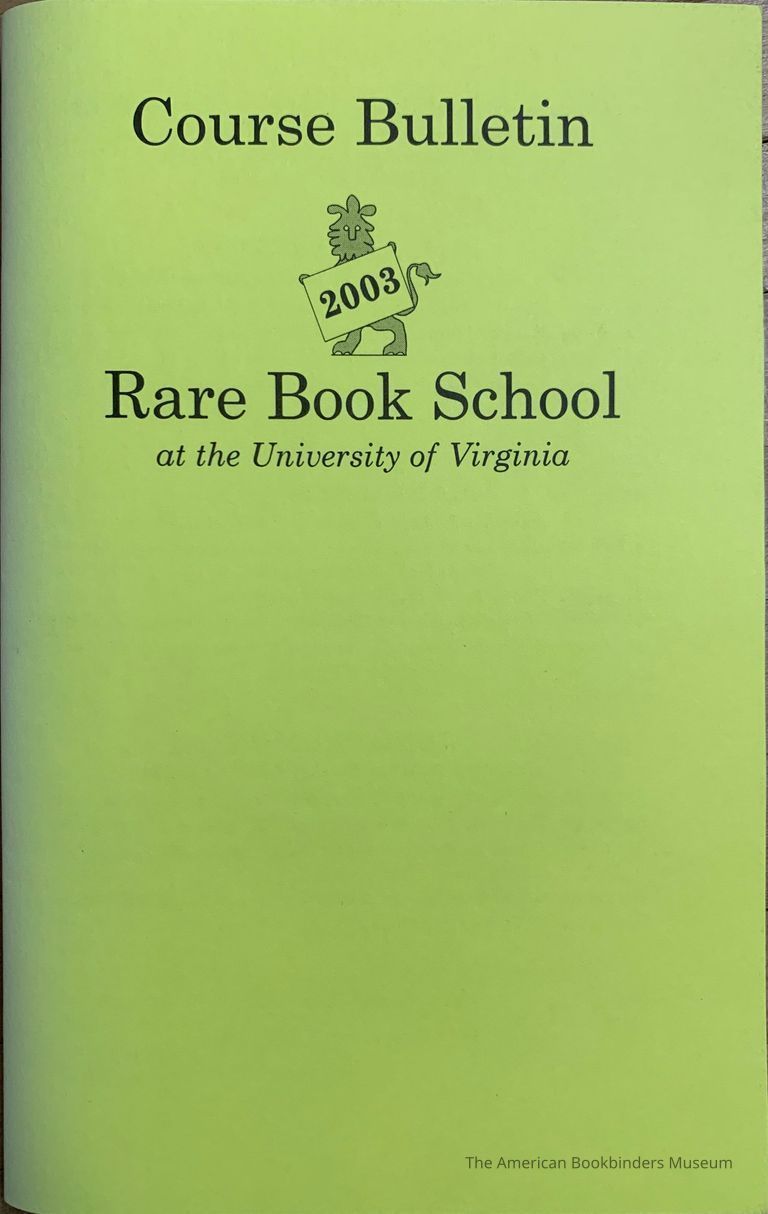 Course Bulletin
2003
Rare Book School
at the University of Virginia
The American Bookbinders Museum